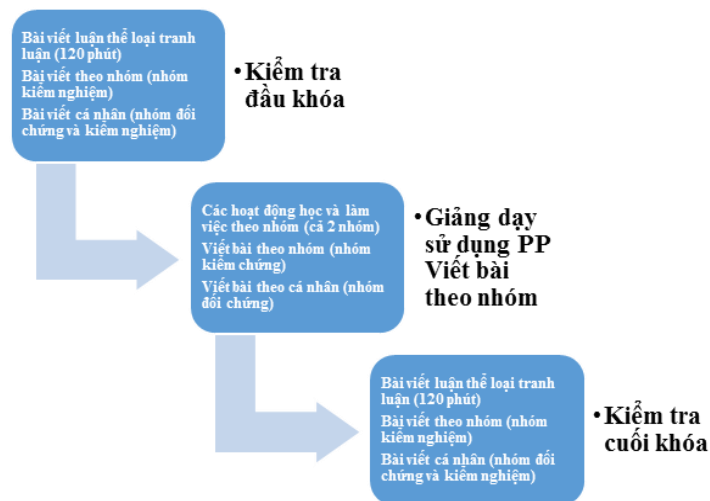 Bài viết luận thể loại tranh
luận (120 phút)
Bài viết theo nhóm (nhóm
kiểm nghiệm)
Bài viết cá nhân (nhóm đối
chứng và kiểm nghiệm)
• Kiểm tra
đầu khóa
Các hoạt động học và làm
việc theo nhóm (cả 2 nhóm)
Viết bài theo nhóm (nhóm
kiểm chứng)
Viết bài theo cá nhân (nhóm
đối chứng)
• Giảng dạy
sử dụng PP
Viết bài
theo nhóm
Bài viết luận thể loại tranh
luận (120 phút)
Bài viết theo nhóm (nhóm
kiểm nghiệm)
Bài viết cá nhân (nhóm đối
chứng và kiểm nghiệm)
• Kiểm tra
cuối khóa